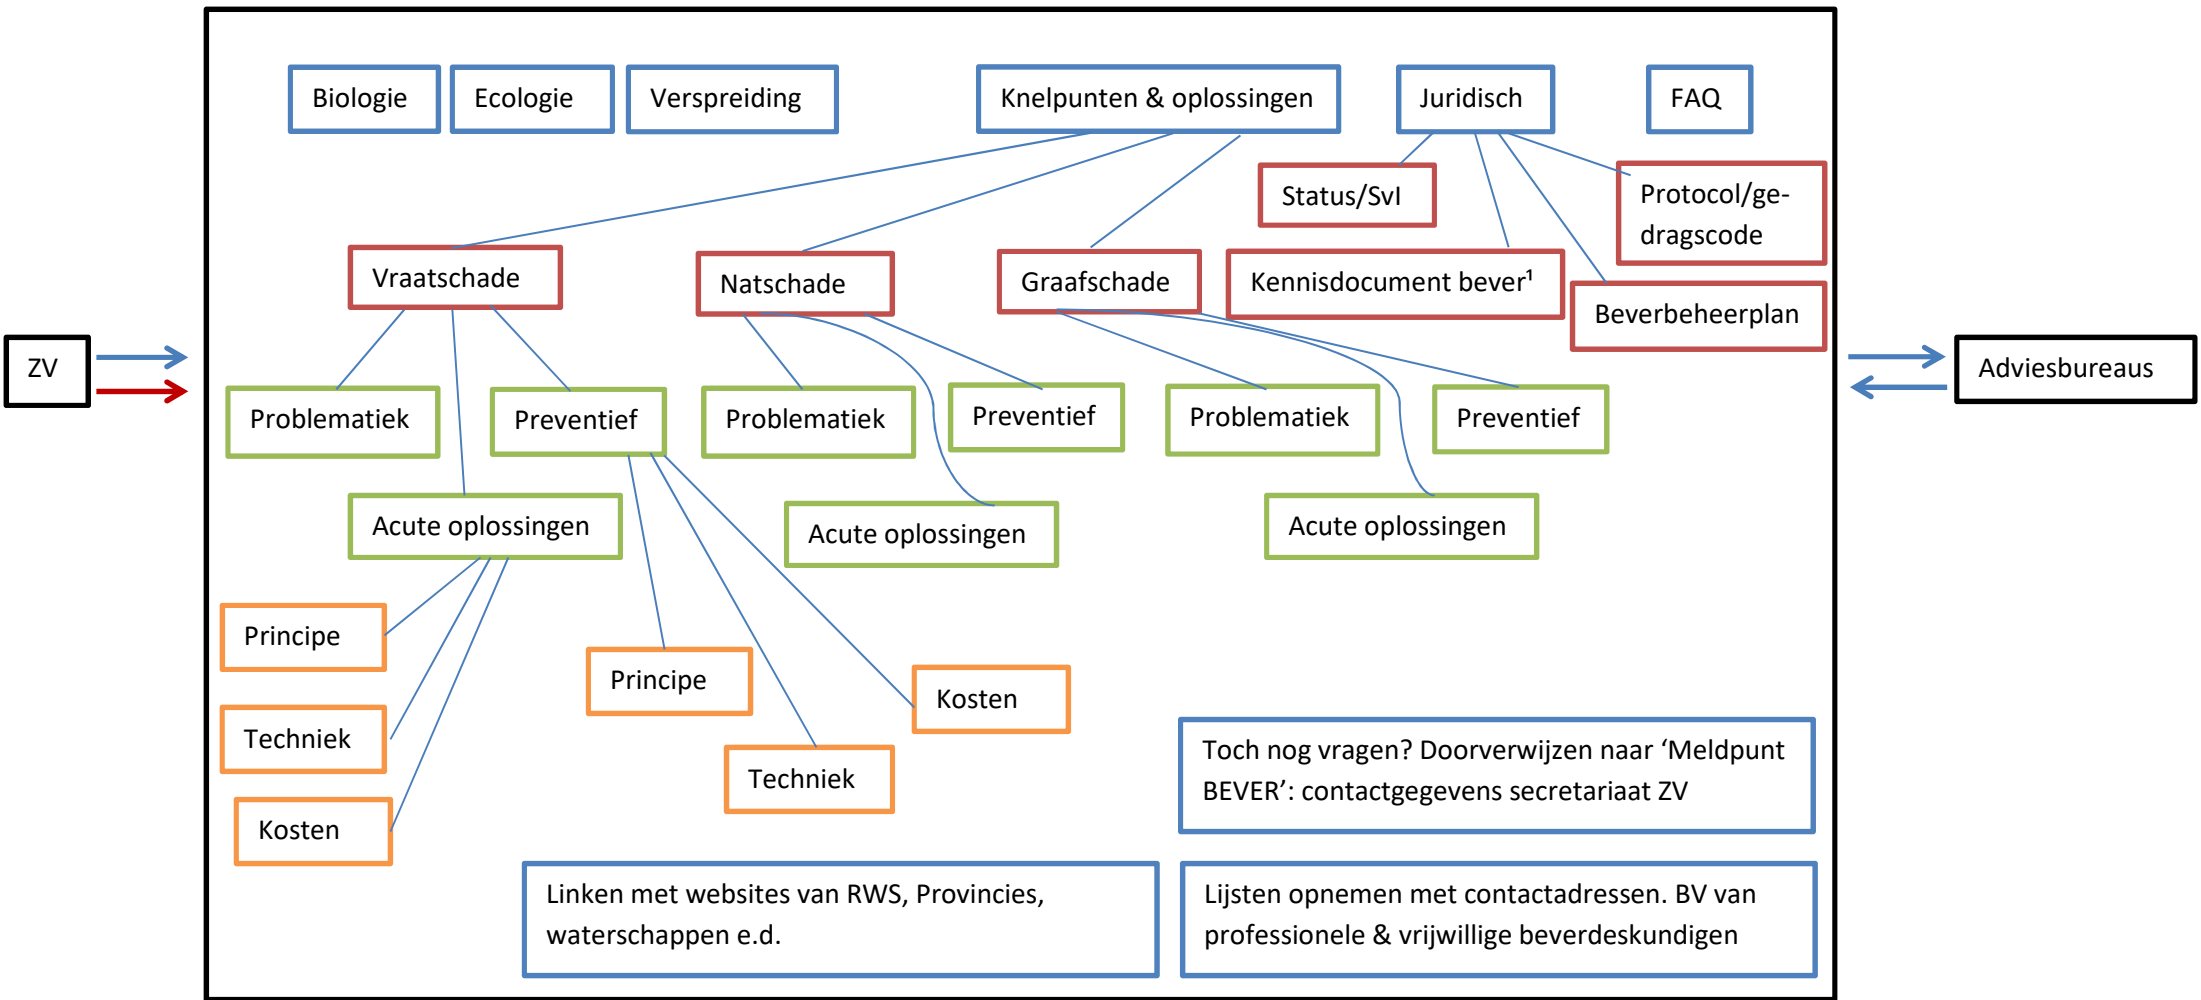 Biologie
Ecologie
Verspreiding
Knelpunten & oplossingen
Juridisch
FAQ
Status/SvI
Protocol/ge-
dragscode
Vraatschade
Natschade
Graafschade
Kennisdocument bever¹
Beverbeheerplan
ZV
Adviesbureaus
Problematiek
Preventief
Problematiek
Preventief
Problematiek
Preventief
Acute oplossingen
Acute oplossingen
Acute oplossingen
Principe
Principe
Kosten
Techniek
Techniek
Kosten
Toch nog vragen? Doorverwijzen naar ‘Meldpunt
BEVER’: contactgegevens secretariaat ZV
Linken met websites van RWS, Provincies,
waterschappen e.d.
Lijsten opnemen met contactadressen. BV van
professionele & vrijwillige beverdeskundigen